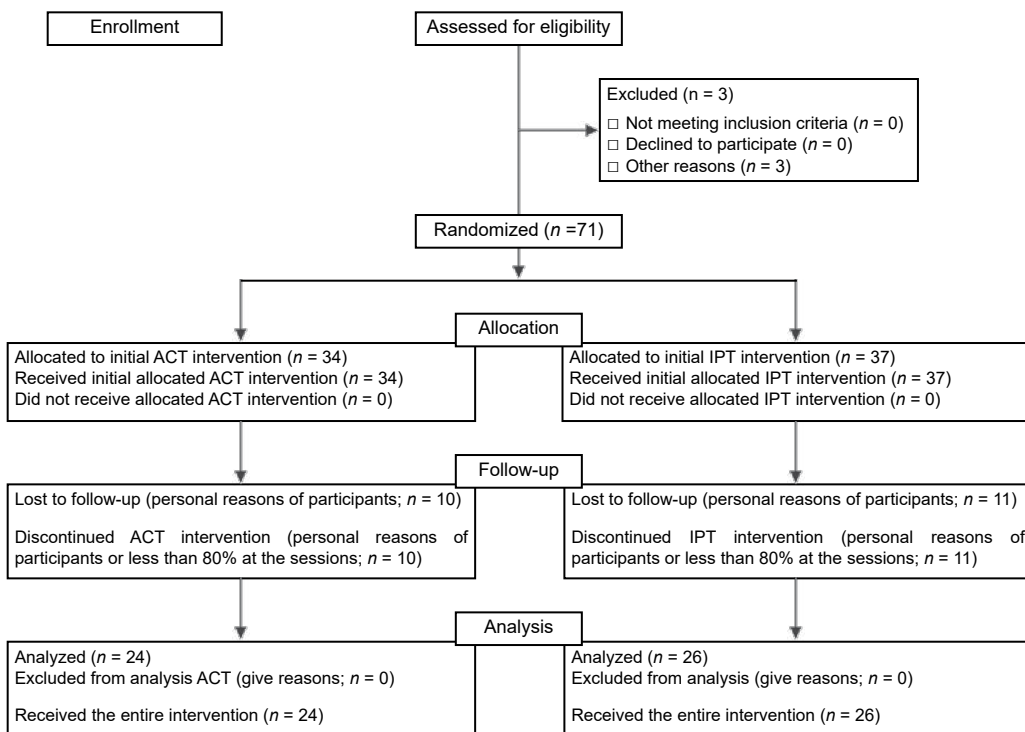 Enrollment
Assessed for eligibility
Excluded (n = 3)
□ Not meeting inclusion criteria (n = 0)
□ Declined to participate (n = 0)
□ Other reasons (n = 3)
Randomized (n =71)
Allocation
Allocated to initial ACT intervention (n = 34)
Received initial allocated ACT intervention (n = 34)
Did not receive allocated ACT intervention (n = 0)
Allocated to initial IPT intervention (n = 37)
Received initial allocated IPT intervention (n = 37)
Did not receive allocated IPT intervention (n = 0)
Follow-up
Lost to follow-up (personal reasons of participants; n = 10)
Discontinued ACT intervention (personal reasons of
participants or less than 80% at the sessions; n = 10)
Lost to follow-up (personal reasons of participants; n = 11)
Discontinued IPT intervention (personal reasons of
participants or less than 80% at the sessions; n = 11)
Analysis
Analyzed (n = 24)
Excluded from analysis ACT (give reasons; n = 0)
Received the entire intervention (n = 24)
Analyzed (n = 26)
Excluded from analysis (give reasons; n = 0)
Received the entire intervention (n = 26)